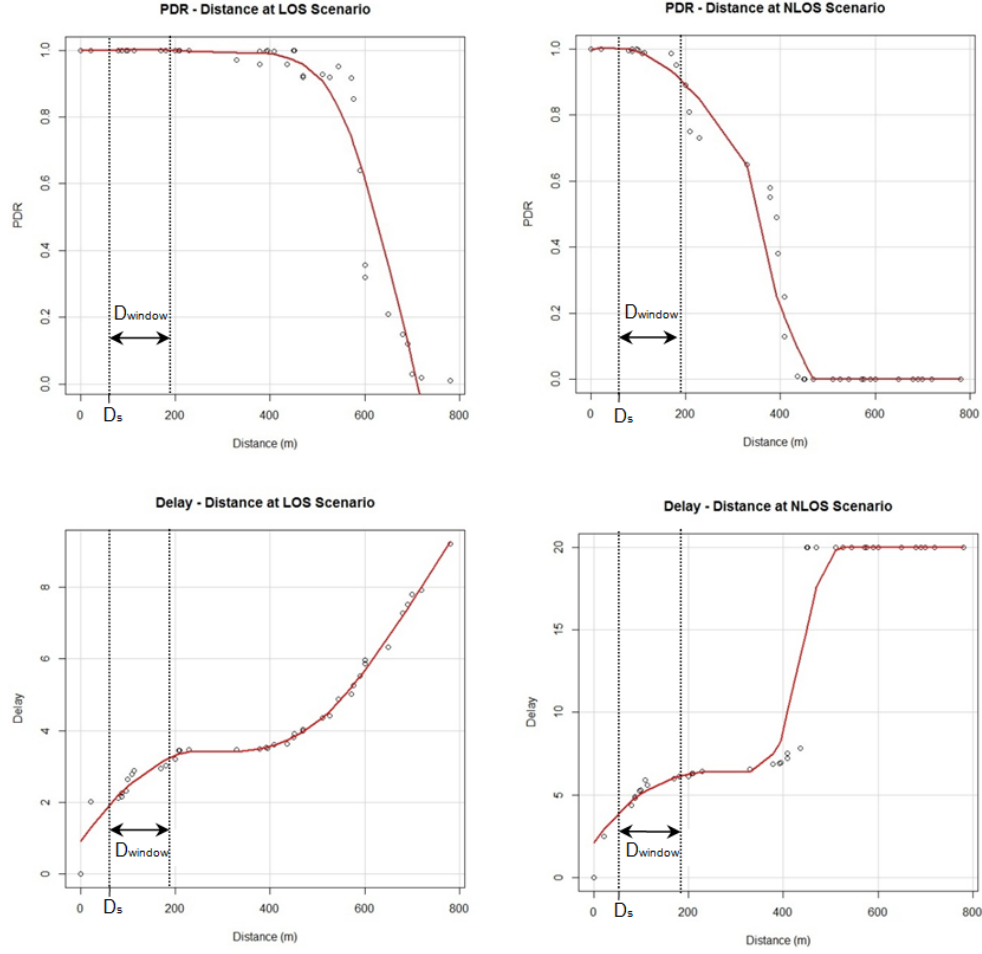 PDR - Distance at LOS Scenario
PDR
1.0
0.8
0.6
0.4
0.2
0.0
Dwindow
0 200 400 600 800
Ds
Distance (m)
PDR - Distance at NLOS Scenario
PDR
1.0
0.8
0.6
0.4
0.2
0.0
Dwindow
0 200 400 600 800
Ds
Distance (m)
Delay - Distance at LOS Scenario
Delay
8
6
4
2
0
Dwindow
0 200 400 600 800
Ds
Distance (m)
Delay - Distance at NLOS Scenario
Delay
20
15
10
5
0
Dwindow
0 200 400 600 800
Ds
Distance (m)